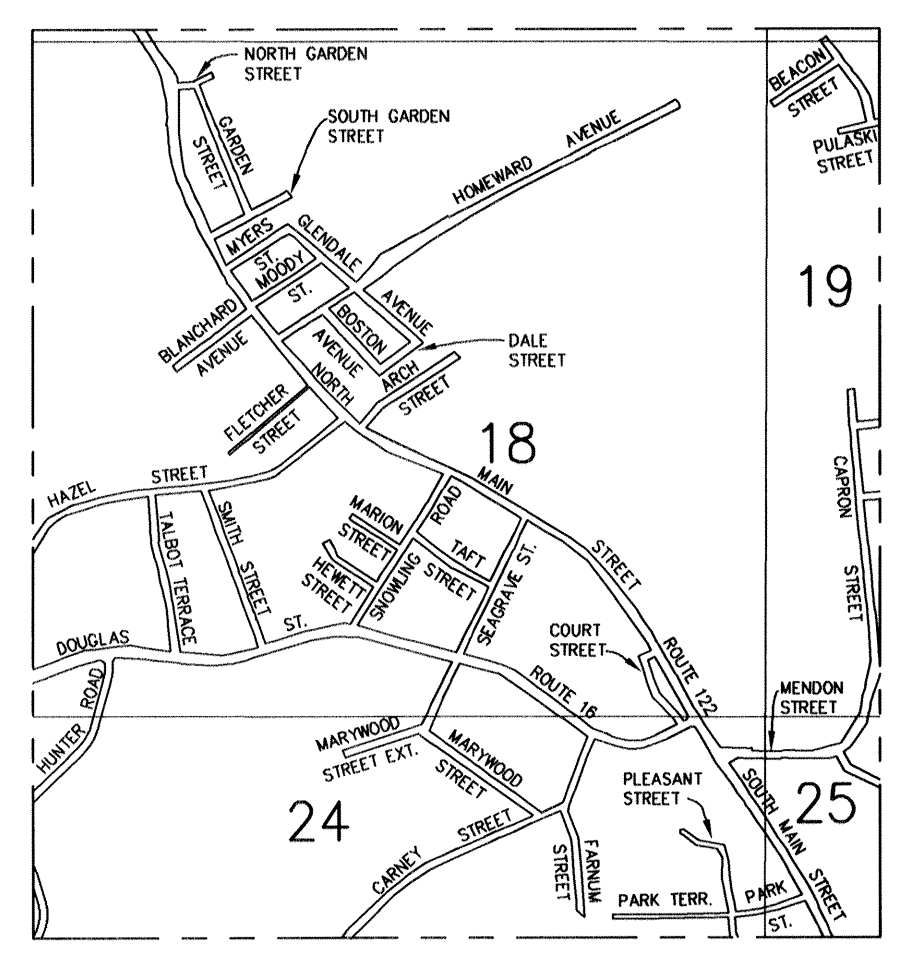 NORTH GARDEN
STREET
BEACON
STREET
PULASKI
STREET
GARDEN
STREET
SOUTH GARDEN
STREET
HOMEWARD AVENUE
MYERS
ST.
GLENDALE
AVENUE
MOODY
ST.
19
BLANCHARD
AVENUE
BOSTON
AVENUE
DALE
STREET
NORTH
ARCH
STREET
FLETCHER
STREET
18
MAIN
STREET
HAZEL STREET
CAPRON
STREET
TALBOT TERRACE
SMITH
STREET
MARION
STREET
ROAD
SNOWLING
TAFT
STREET
HEWETT
STREET
SEAGRAVE ST.
DOUGLAS
ST.
COURT
STREET
ROUTE 122
ROUTE 16
MENDON
STREET
HUNTER ROAD
MARYWOOD
STREET EXT.
MARYWOOD
STREET
PLEASANT
STREET
24
25
SOUTH MAIN
STREET
CARNEY STREET
FARNUM
STREET
PARK TERR.
PARK
ST.